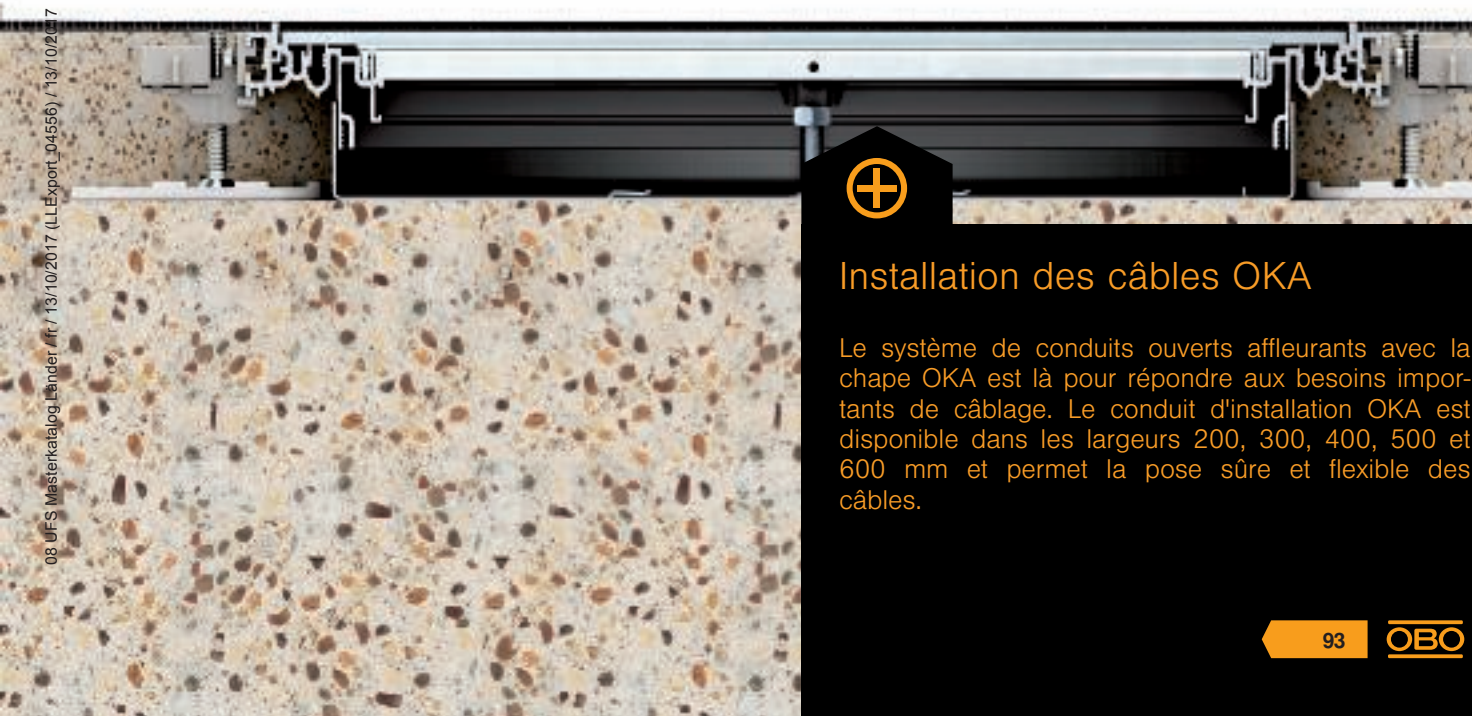 08 UFS Masterkatalog Länder / fr / 13/10/2017 (LLExport_04556) / 13/10/2017
Installation des câbles OKA
Le système de conduits ouverts affleurants avec la
chape OKA est là pour répondre aux besoins impor-
tants de câblage. Le conduit d'installation OKA est
disponible dans les largeurs 200, 300, 400, 500 et
600 mm et permet la pose sûre et flexible des
câbles.
93
OBO